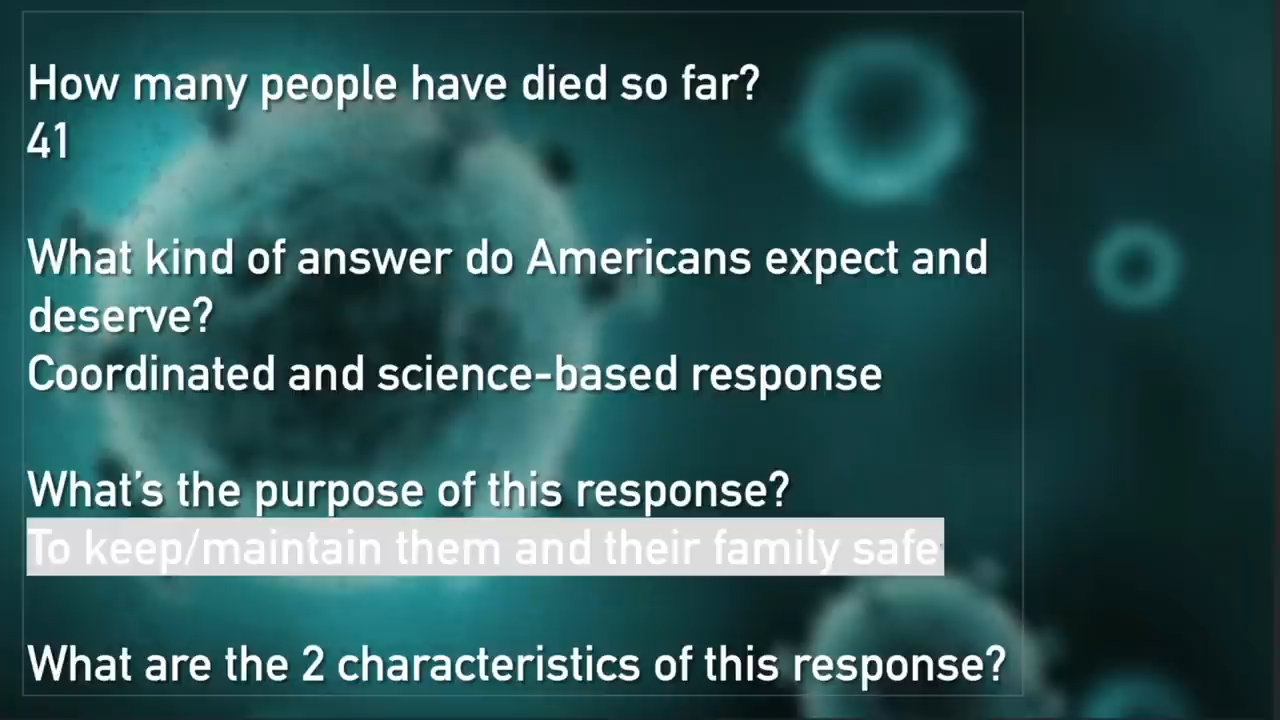 How many people have died so far?
41
What kind of answer do Americans expect and
deserve?
Coordinated and science-based response
What's the purpose of this response?
To keep/maintain them and their family safe
What are the 2 characteristics of this response?